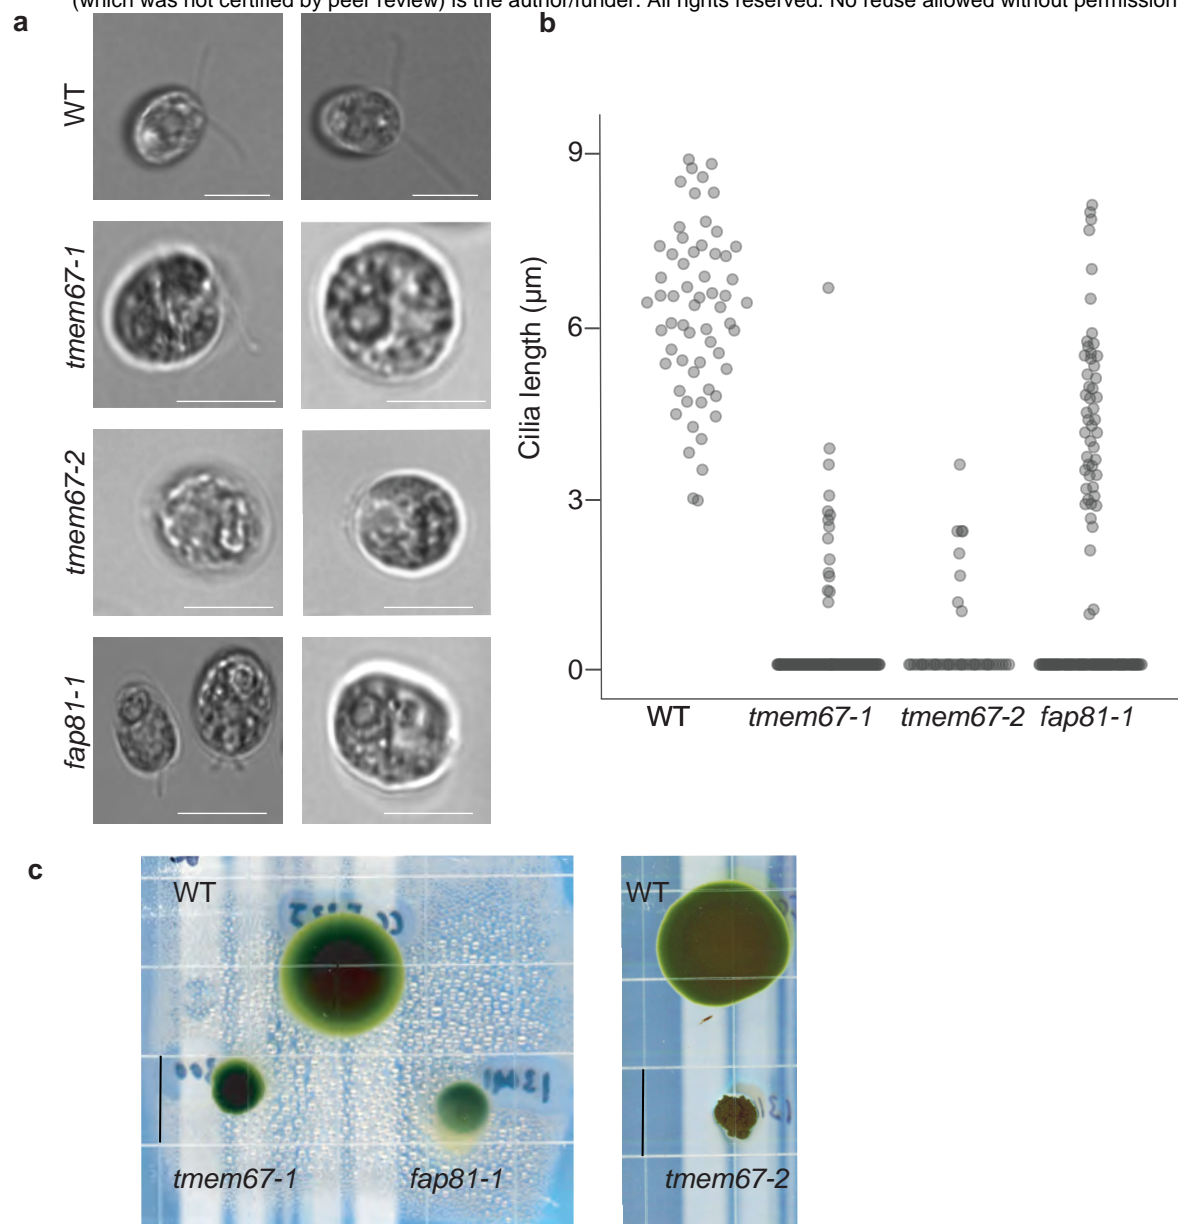 (which was not certified by peer review) is the author/funder. All rights reserved. No reuse allowed without permission
a
b
WT
tmem67-1
tmem67-2
fap81-1
Cilia length (μm)
9
6
3
0
WT
tmem67-1
tmem67-2
fap81-1
c
WT
WT
tmem67-1
fap81-1
tmem67-2